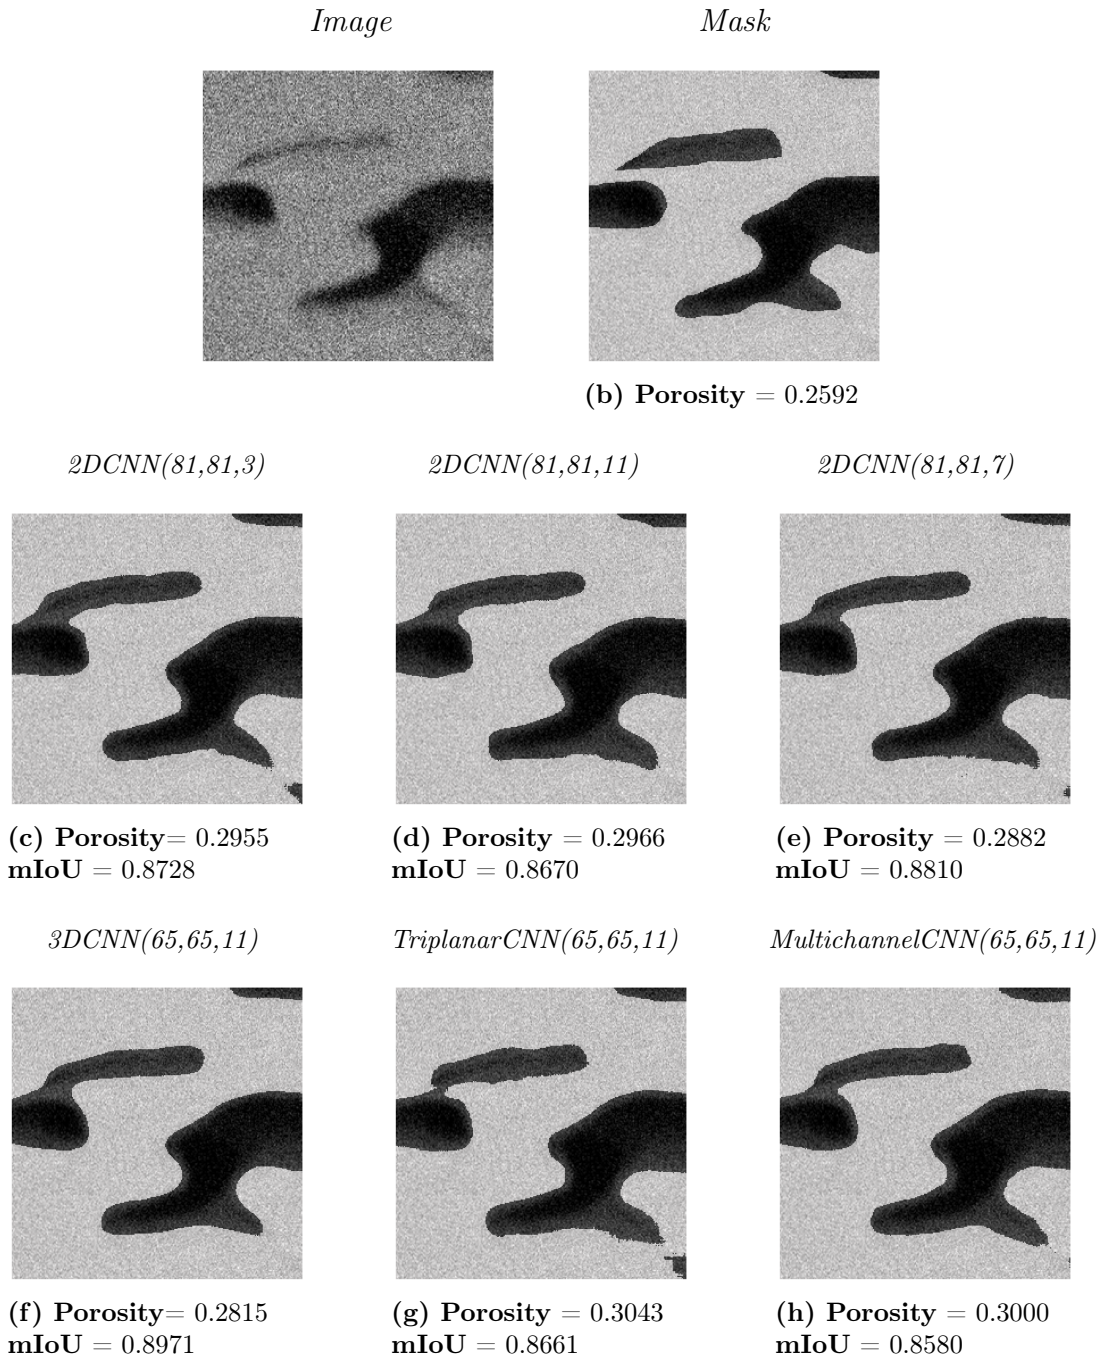 Image Mask
(b) Porosity = 0.2592
2DCNN(81,81,3) 2DCNN(81,81,11) 2DCNN(81,81,7)
(c) Porosity= 0.2955 (d) Porosity = 0.2966 (e) Porosity = 0.2882
mIoU = 0.8728 mIoU = 0.8670 mIoU = 0.8810
3DCNN(65,65,11) TriplanarCNN(65,65,11) MultichannelCNN(65,65,11)
(f) Porosity= 0.2815 (g) Porosity = 0.3043 (h) Porosity = 0.3000
mIoU = 0.8971 mIoU = 0.8661 mIoU = 0.8580